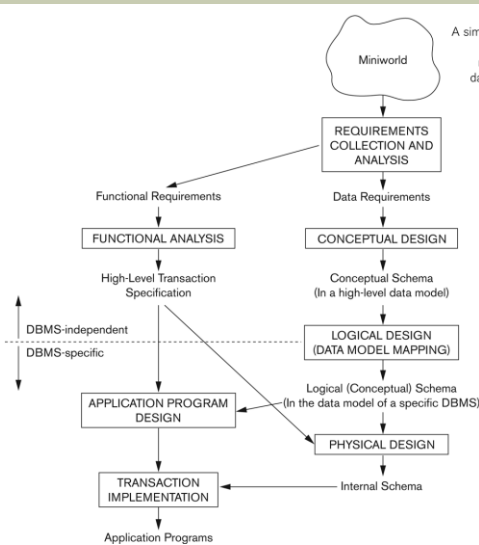 A sim
Miniworld
da
REQUIREMENTS
COLLECTION AND
ANALYSIS
Functional Requirements
Data Requirements
FUNCTIONAL ANALYSIS
CONCEPTUAL DESIGN
High-Level Transaction
Specification
Conceptual Schema
(In a high-level data model)
DBMS-independent
DBMS-specific
LOGICAL DESIGN
(DATA MODEL MAPPING)
Logical (Conceptual) Schema
(In the data model of a specific DBMS)
APPLICATION PROGRAM
DESIGN
PHYSICAL DESIGN
TRANSACTION
IMPLEMENTATION
Internal Schema
Application Programs